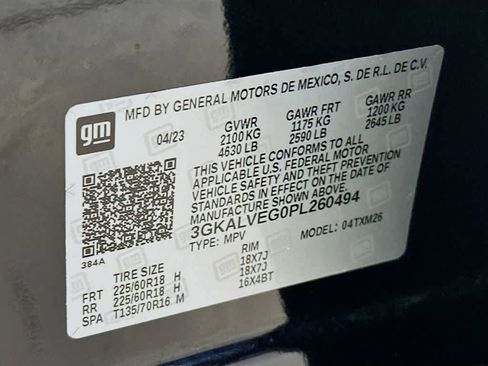 gm
MFD BY GENERAL MOTORS DE MEXICO, S. DE R.L. DE C.V.
04/23 GVWR GAWR FRT GAWR RR
2100 KG 1175 KG 1200 KG
4630 LB 2590 LB 2645 LB
THIS VEHICLE CONFORMS TO ALL
APPLICABLE U.S. FEDERAL MOTOR
VEHICLE SAFETY AND THEFT PREVENTION
STANDARDS IN EFFECT ON THE DATE OF
MANUFACTURE SHOWN ABOVE.
3GKALVEG0PL260494
TYPE: MPV MODEL: 04TXM26
384A
TIRE SIZE RIM
FRT 225/60R18 H 18X7J
RR 225/60R18 H 18X7J
SPA T135/70R16 M 16X4BT